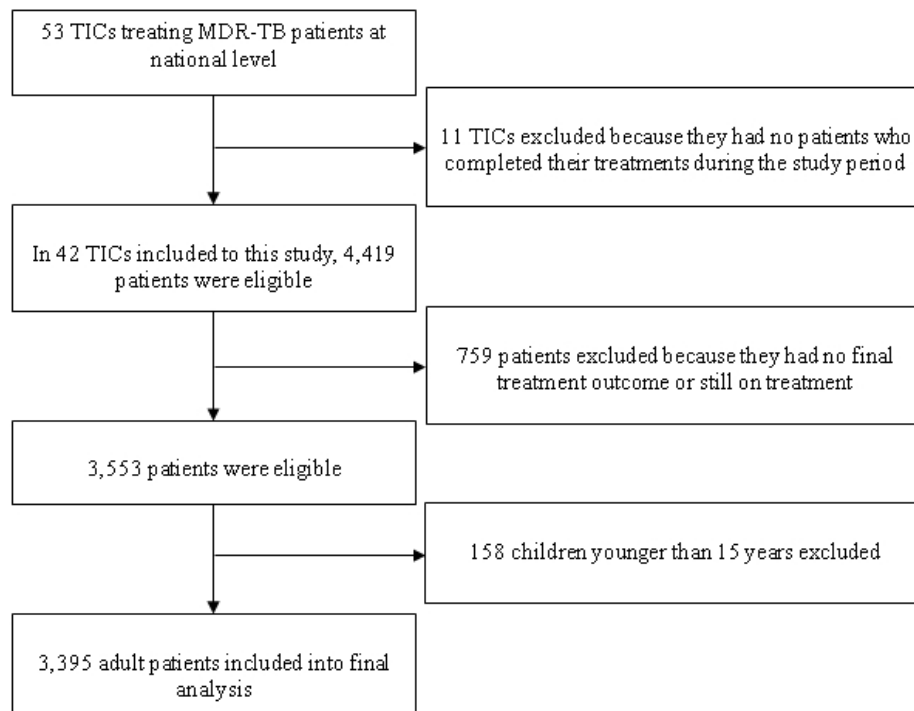 53 TICs treating MDR-TB patients at
national level
11 TICs excluded because they had no patients who
completed their treatments during the study period
In 42 TICs included to this study, 4,419
patients were eligible
759 patients excluded because they had no final
treatment outcome or still on treatment
3,553 patients were eligible
158 children younger than 15 years excluded
3,395 adult patients included into final
analysis